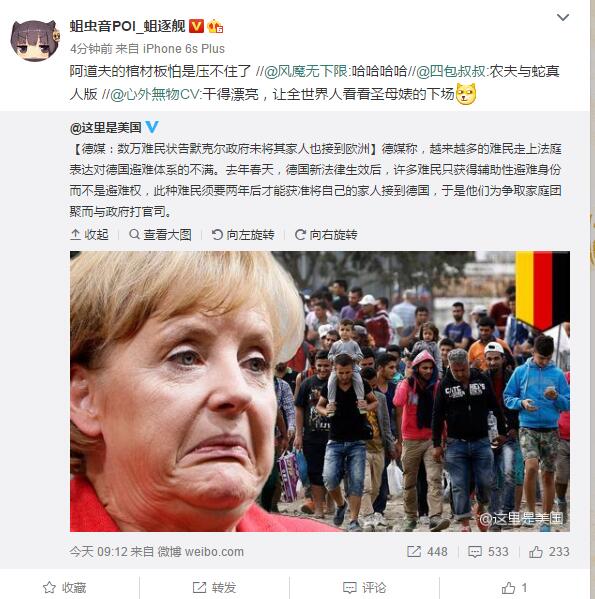 蛆虫音POI_蛆逐舰
4分钟前 来自 iPhone 6s Plus
阿道夫的棺材板怕是压不住了 //@风魔无下限:哈哈哈哈//@四包叔叔:农夫与蛇真
人版 //@心外無物CV:干得漂亮，让全世界人看看圣母婊的下场
@这里是美国
【德媒：数万难民状告默克尔政府未将其家人也接到欧洲】德媒称，越来越多的难民走上法庭
表达对德国避难体系的不满。去年春天，德国新法律生效后，许多难民只获得辅助性避难身份
而不是避难权，此种难民须要两年后才能获准将自己的家人接到德国，于是他们为争取家庭团
聚而与政府打官司。
收起 查看大图 向左旋转 向右旋转
@这里是美国
今天 09:12 来自 微博 weibo.com 448 533 233
收藏 转发 评论 1